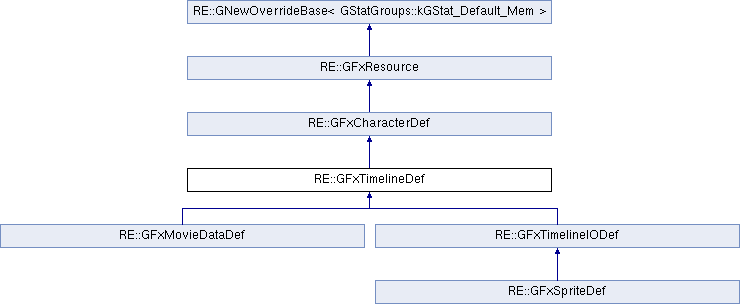 RE::GNewOverrideBase< GStatGroups::kGStat_Default_Mem >
RE::GFxResource
RE::GFxCharacterDef
RE::GFxTimelineDef
RE::GFxMovieDataDef
RE::GFxTimelineIODef
RE::GFxSpriteDef